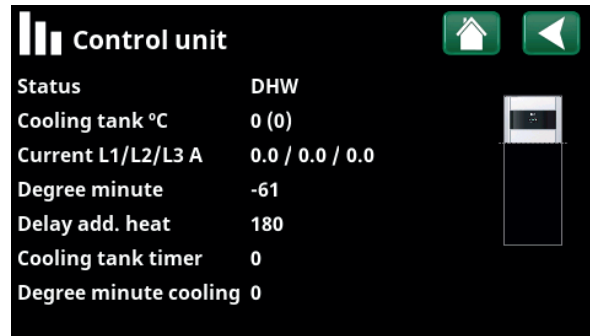 Control unit
Status DHW
Cooling tank ºC 0 (0)
Current L1/L2/L3 A 0.0 / 0.0 / 0.0
Degree minute -61
Delay add. heat 180
Cooling tank timer 0
Degree minute cooling 0